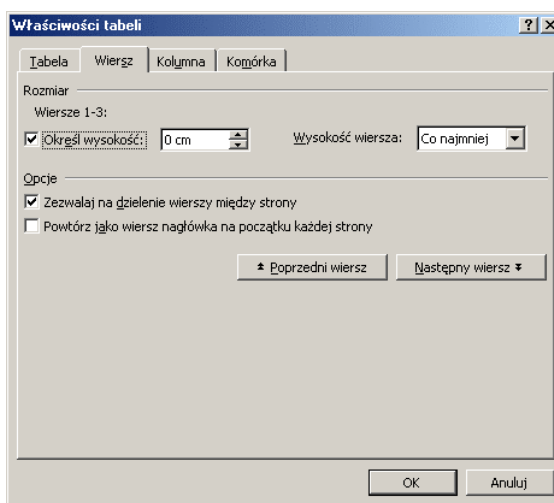 Właściwości tabeli
Tabela Wiersz Kolumna Komórka
Rozmiar
Wiersze 1-3:
Określ wysokość: 0 cm Wysokość wiersza: Co najmniej
Opcje
Zezwalaj na dzielenie wierszy między strony
Powtórz jako wiersz nagłówka na początku każdej strony
Poprzedni wiersz Następny wiersz
OK Anuluj